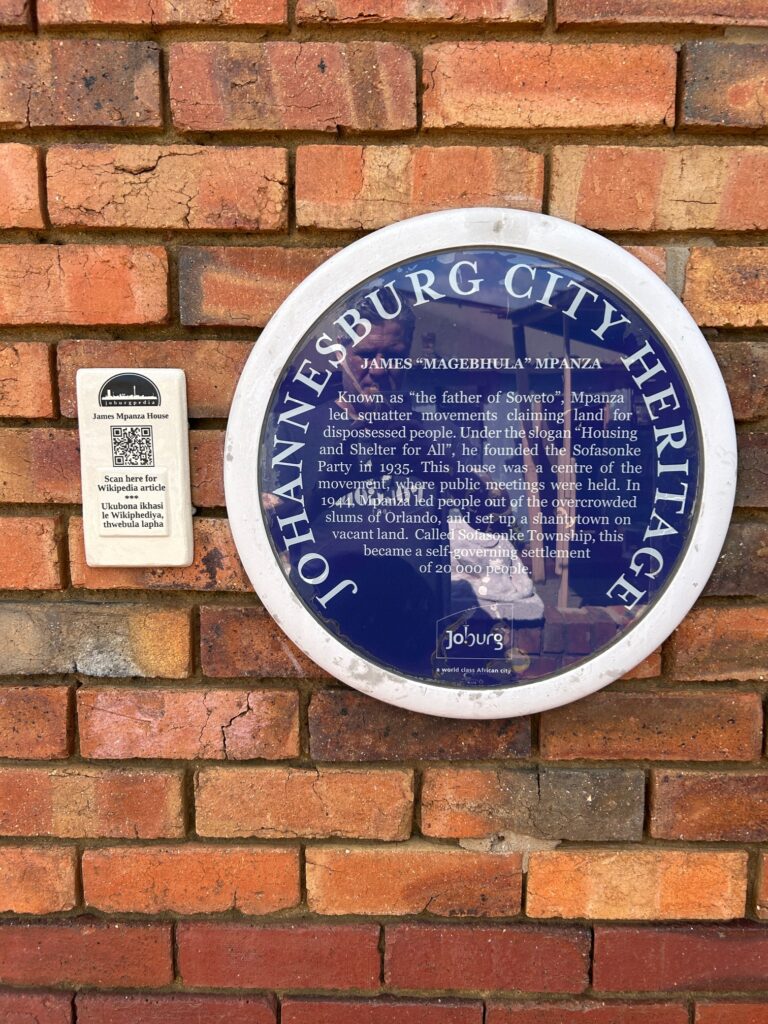 JOHANNESBURG CITY HERITAGE
JAMES “MAGEBHULA” MPANZA
Known as “the father of Soweto”, Mpanza
led squatter movements claiming land for
dispossessed people. Under the slogan “Housing
and Shelter for All”, he founded the Sofasonke
Party in 1935. This house was a centre of the
movement, where public meetings were held. In
1944, Mpanza led people out of the overcrowded
slums of Orlando, and set up a shantytown on
vacant land. Called Sofasonke Township, this
became a self-governing settlement
of 20 000 people.
Joburg
a world class African city
joburgpedia
James Mpanza House
Scan here for
Wikipedia article
***
Ukubona ikhasi
le Wikiphediya,
thwebula lapha